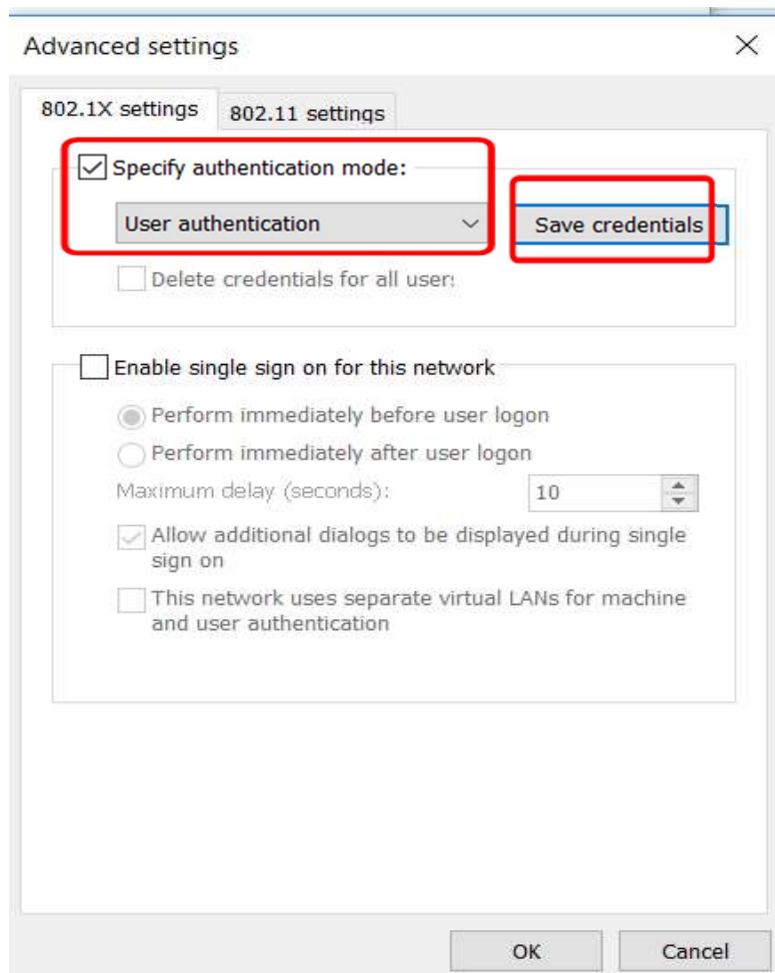 Advanced settings
802.1X settings
802.11 settings
Specify authentication mode:
User authentication
Save credentials
Delete credentials for all users
Enable single sign on for this network
Perform immediately before user logon
Perform immediately after user logon
Maximum delay (seconds):
10
Allow additional dialogs to be displayed during single
sign on
This network uses separate virtual LANs for machine
and user authentication
OK
Cancel